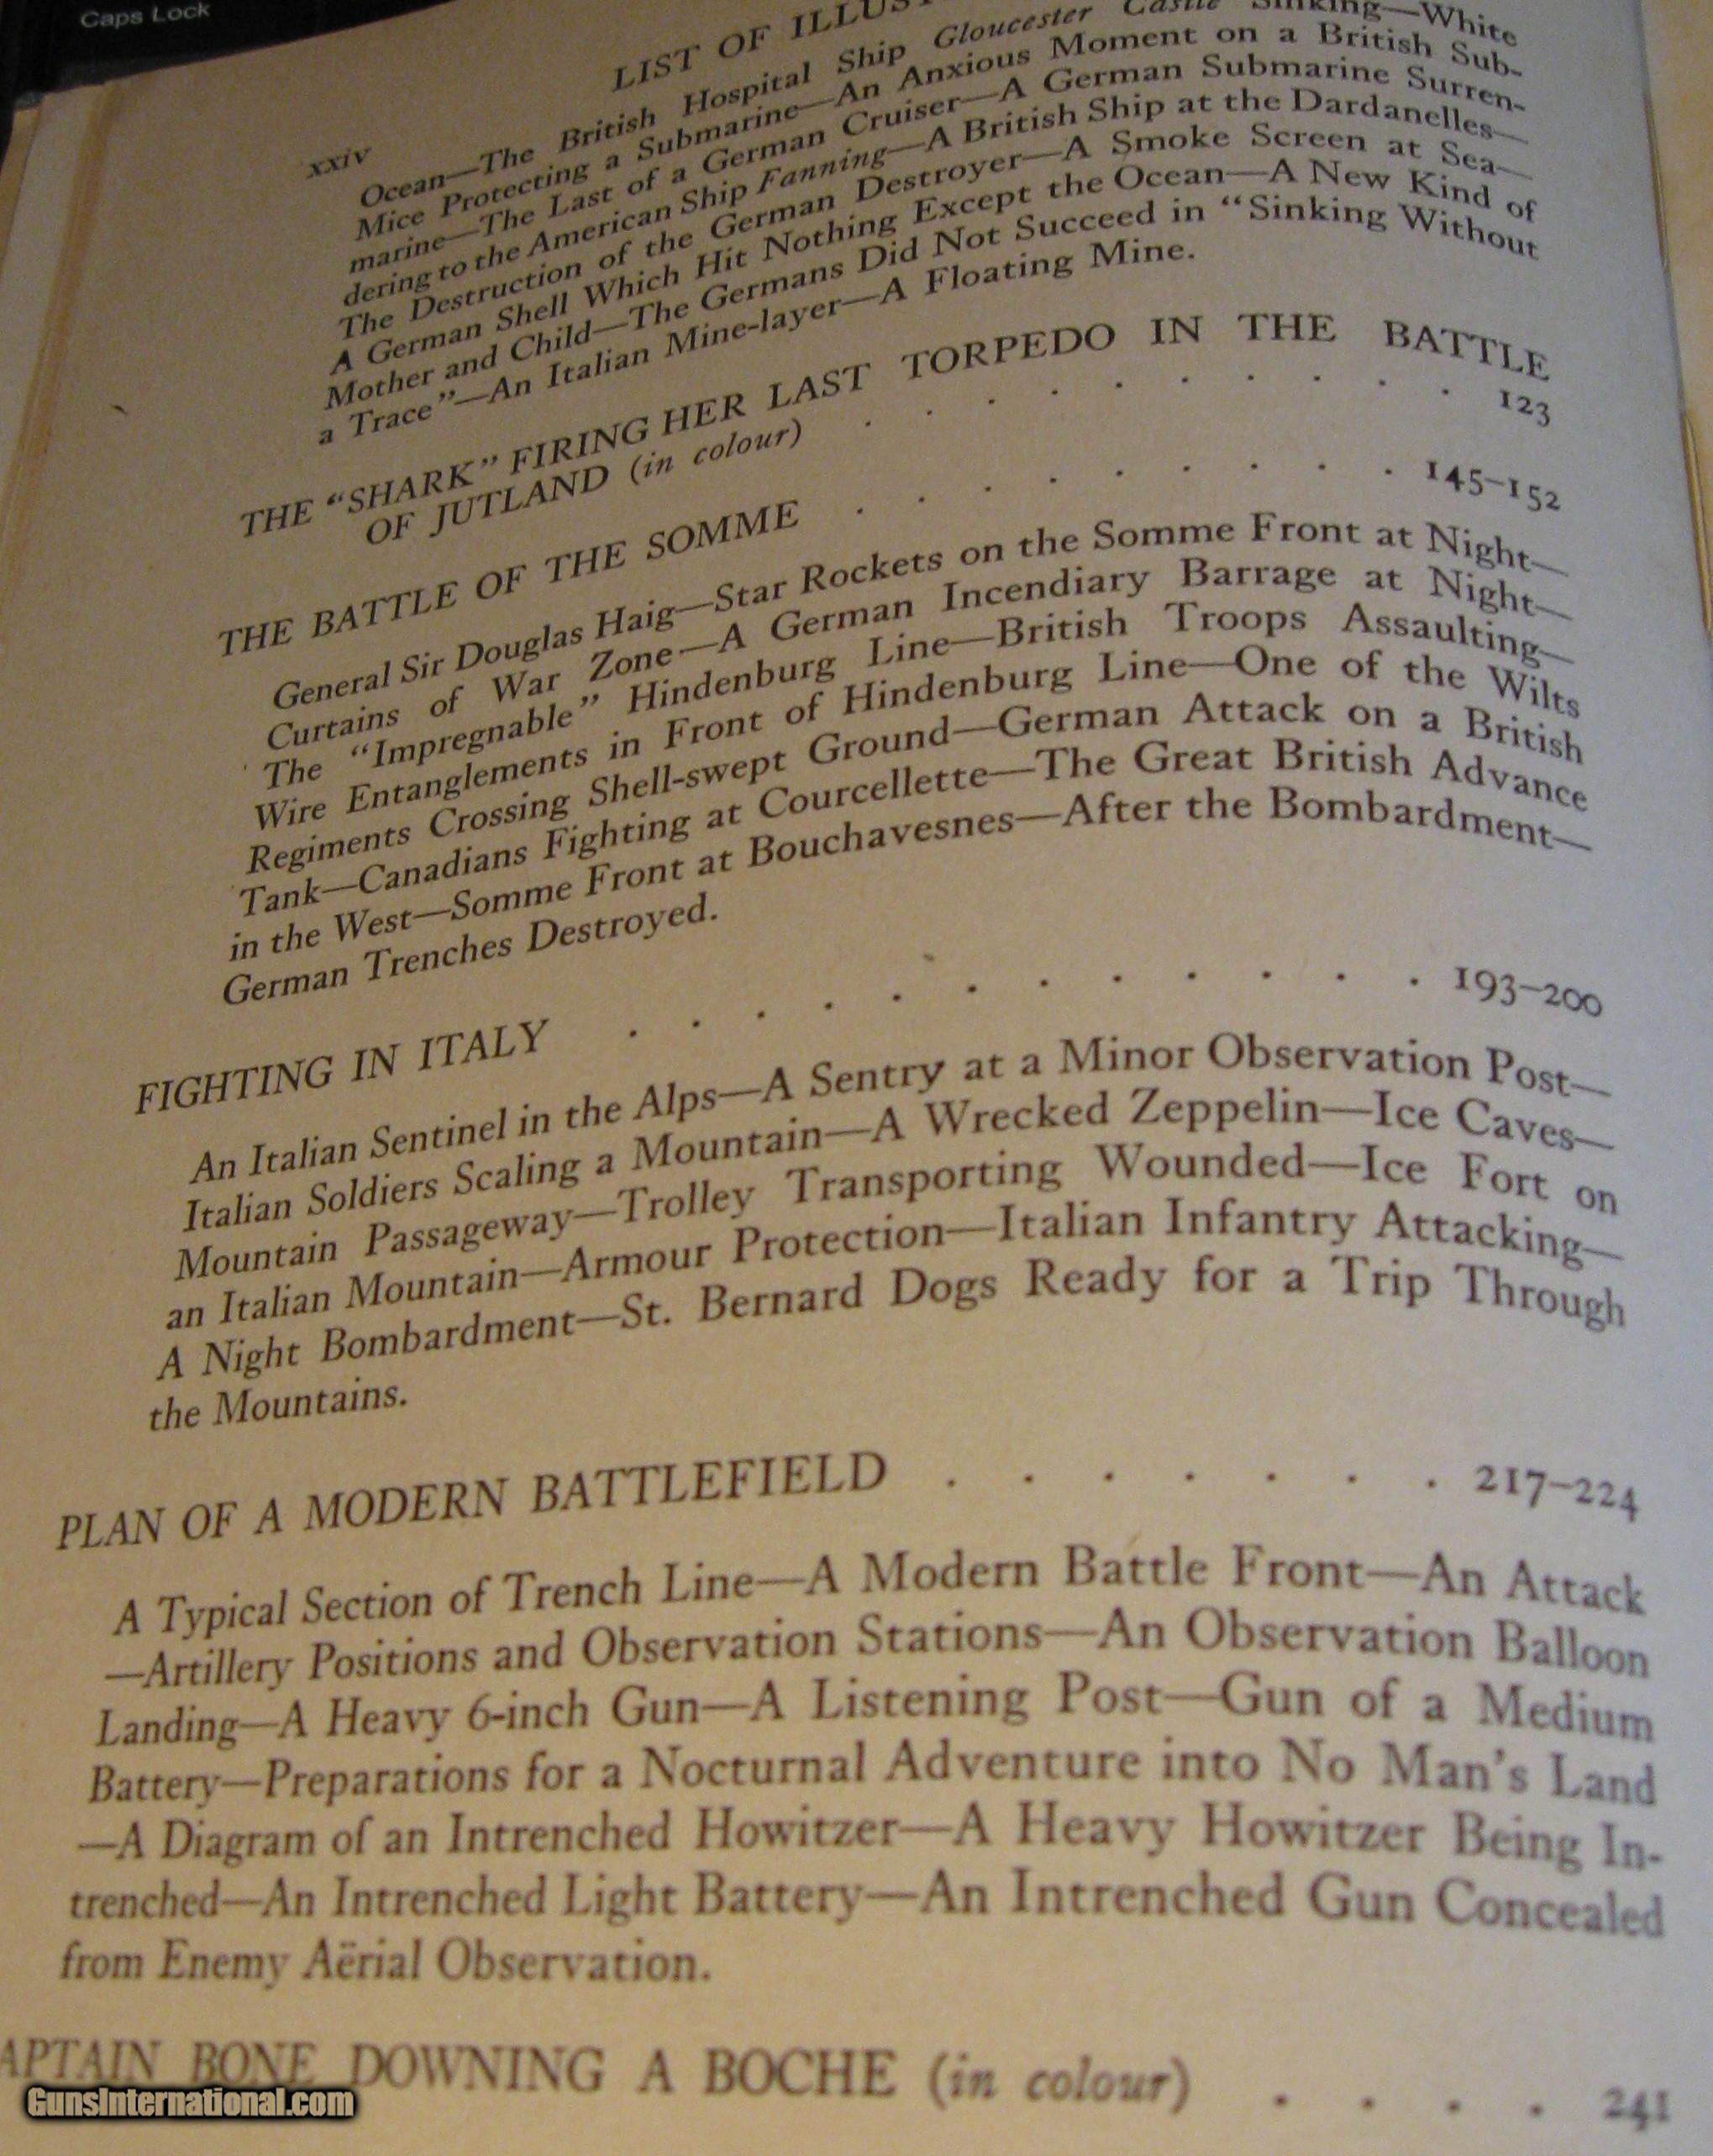 Caps Lock
xxiv
LIST OF ILLUS
Ocean—The British Hospital Ship Gloucester Castle Sinking—White
Mice Protecting a Submarine—An Anxious Moment on a British Sub-
marine—The Last of a German Cruiser—A German Submarine Surren-
dering to the American Ship Fanning—A British Ship at the Dardanelles—
The Destruction of the German Destroyer—A Smoke Screen at Sea—
A German Shell Which Hit Nothing Except the Ocean—A New Kind of
Mother and Child—The Germans Did Not Succeed in “Sinking Without
a Trace”—An Italian Mine-layer—A Floating Mine.
THE “SHARK” FIRING HER LAST TORPEDO IN THE BATTLE
OF JUTLAND (in colour) . . . . . . . . . . 123
THE BATTLE OF THE SOMME . . . . . . . . . 145–152
General Sir Douglas Haig—Star Rockets on the Somme Front at Night—
Curtains of War Zone—A German Incendiary Barrage at Night—
The “Impregnable” Hindenburg Line—British Troops Assaulting—
Wire Entanglements in Front of Hindenburg Line—One of the Wilts
Regiments Crossing Shell-swept Ground—German Attack on a British
Tank—Canadians Fighting at Courcellette—The Great British Advance
in the West—Somme Front at Bouchavesnes—After the Bombardment—
German Trenches Destroyed.
FIGHTING IN ITALY . . . . . . . . . . . . 193–200
An Italian Sentinel in the Alps—A Sentry at a Minor Observation Post—
Italian Soldiers Scaling a Mountain—A Wrecked Zeppelin—Ice Caves—
Mountain Passageway—Trolley Transporting Wounded—Ice Fort on
an Italian Mountain—Armour Protection—Italian Infantry Attacking—
A Night Bombardment—St. Bernard Dogs Ready for a Trip Through
the Mountains.
PLAN OF A MODERN BATTLEFIELD . . . . . . . 217–224
A Typical Section of Trench Line—A Modern Battle Front—An Attack
—Artillery Positions and Observation Stations—An Observation Balloon
Landing—A Heavy 6-inch Gun—A Listening Post—Gun of a Medium
Battery—Preparations for a Nocturnal Adventure into No Man’s Land
—A Diagram of an Intrenched Howitzer—A Heavy Howitzer Being In-
trenched—An Intrenched Light Battery—An Intrenched Gun Concealed
from Enemy Aërial Observation.
APTAIN BONE DOWNING A BOCHE (in colour) . . . . 241
GunsInternational.com